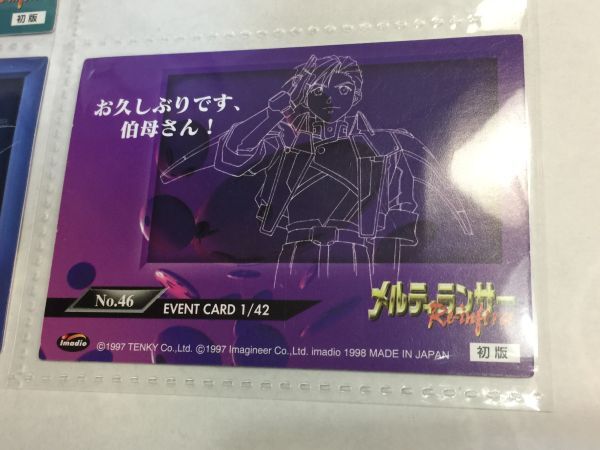 初版
お久しぶりです、
伯母さん！
No.46
EVENT CARD 1/42
メルティランサー
Re-inforce
imadio
©1997 TENKY Co.,Ltd. ©1997 Imagineer Co.,Ltd. imadio 1998 MADE IN JAPAN
初版